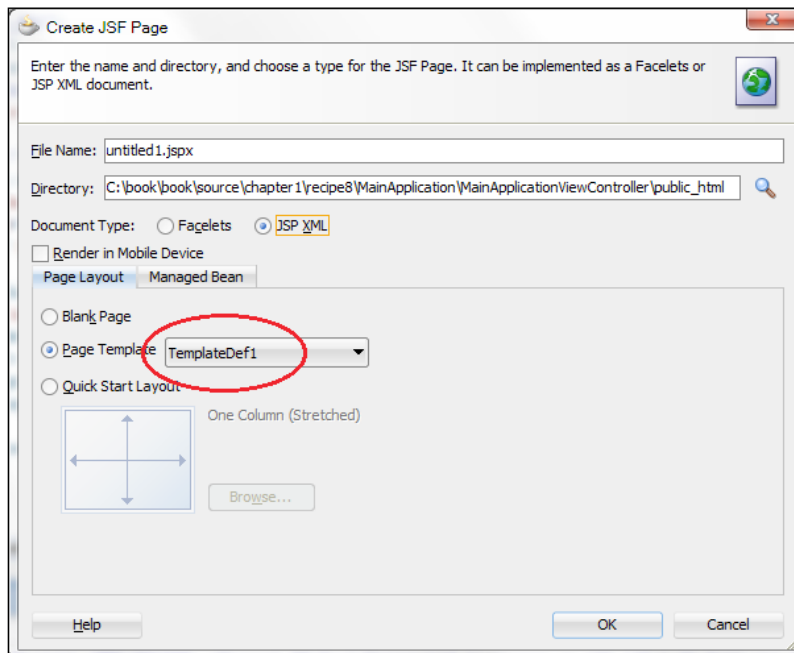 Create JSF Page
Enter the name and directory, and choose a type for the JSF Page. It can be implemented as a Facelets or
JSP XML document.
File Name: untitled1.jspx
Directory: C:\book\book\source\chapter1\recipe8\MainApplication\MainApplicationViewController\public_html
Document Type: Facelets JSP XML
Render in Mobile Device
Page Layout Managed Bean
Blank Page
Page Template TemplateDef1
Quick Start Layout
One Column (Stretched)
Browse...
Help OK Cancel